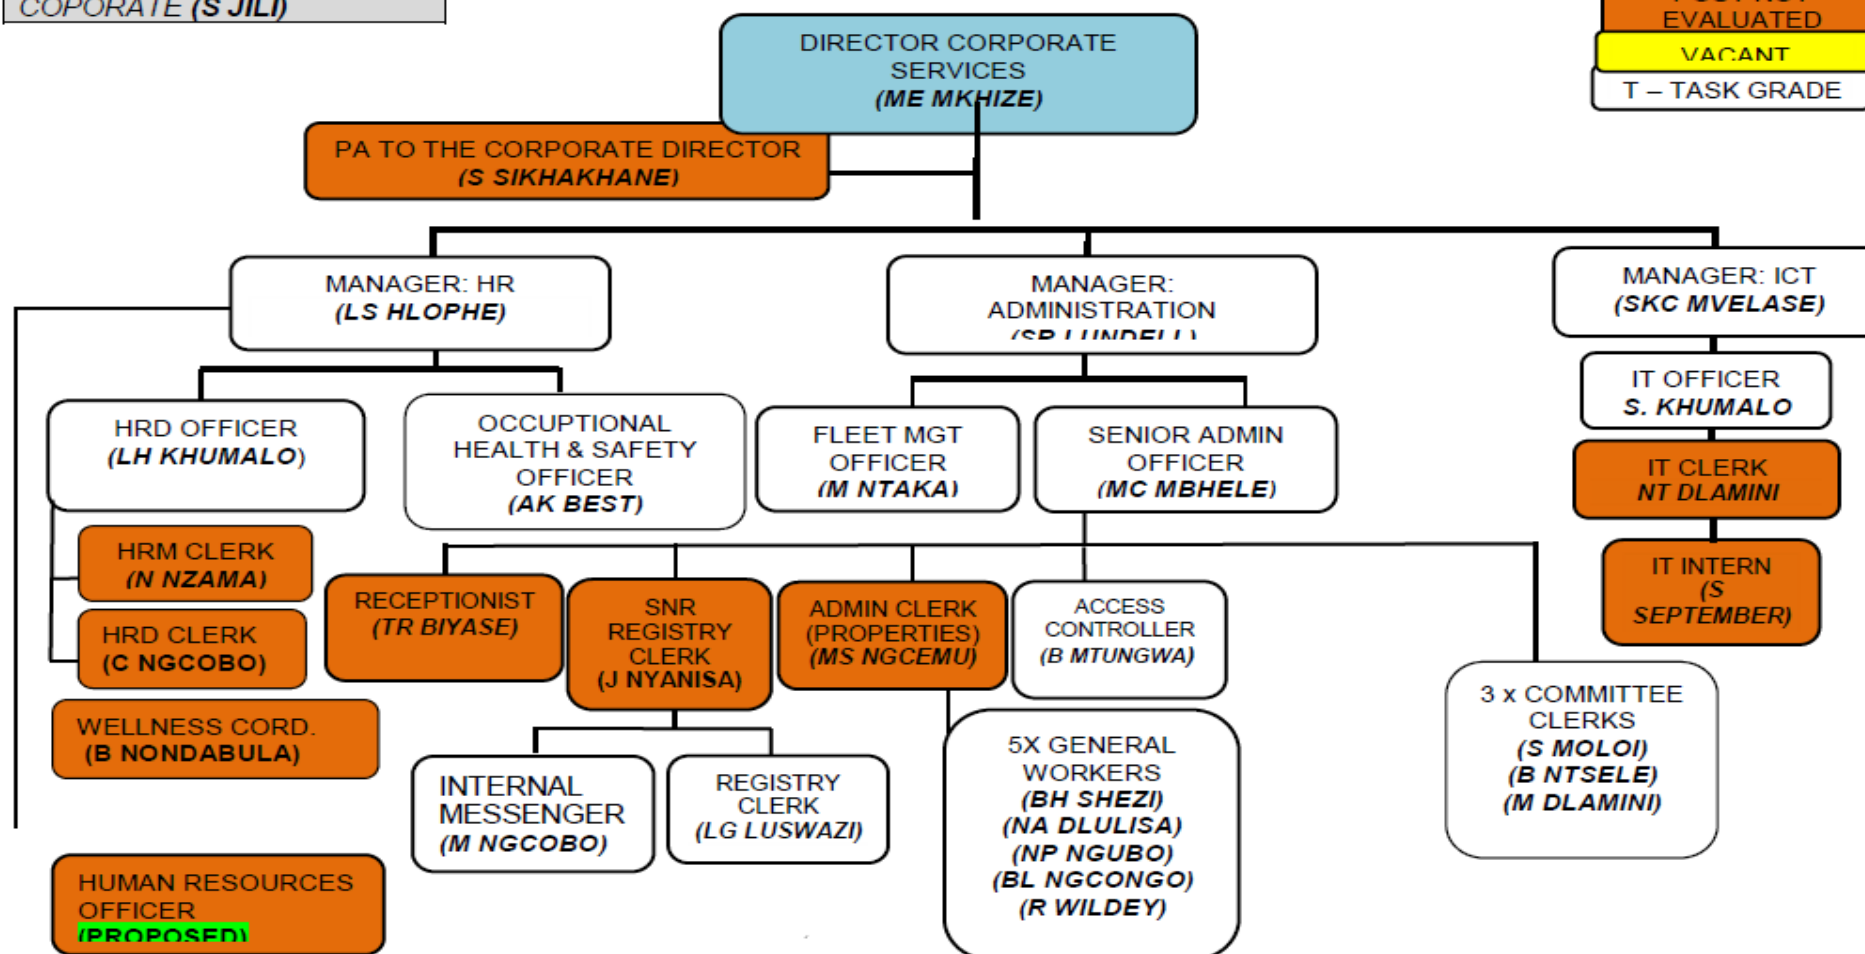 COPORATE (S JILI)
EVALUATED
VACANT
T – TASK GRADE
DIRECTOR CORPORATE
SERVICES
(ME MKHIZE)
PA TO THE CORPORATE DIRECTOR
(S SIKHAKHANE)
MANAGER: HR
(LS HLOPHE)
MANAGER:
ADMINISTRATION
(SP LUNDELL)
MANAGER: ICT
(SKC MVELASE)
HRD OFFICER
(LH KHUMALO)
OCCUPTIONAL
HEALTH & SAFETY
OFFICER
(AK BEST)
FLEET MGT
OFFICER
(M NTAKA)
SENIOR ADMIN
OFFICER
(MC MBHELE)
IT OFFICER
S. KHUMALO
IT CLERK
NT DLAMINI
IT INTERN
(S
SEPTEMBER)
HRM CLERK
(N NZAMA)
HRD CLERK
(C NGCOBO)
WELLNESS CORD.
(B NONDABULA)
HUMAN RESOURCES
OFFICER
(PROPOSED)
RECEPTIONIST
(TR BIYASE)
SNR
REGISTRY
CLERK
(J NYANISA)
ADMIN CLERK
(PROPERTIES)
(MS NGCEMU)
ACCESS
CONTROLLER
(B MTUNGWA)
INTERNAL
MESSENGER
(M NGCOBO)
REGISTRY
CLERK
(LG LUSWAZI)
5X GENERAL
WORKERS
(BH SHEZI)
(NA DLULISA)
(NP NGUBO)
(BL NGCONGO)
(R WILDEY)
3 x COMMITTEE
CLERKS
(S MOLOI)
(B NTSELE)
(M DLAMINI)